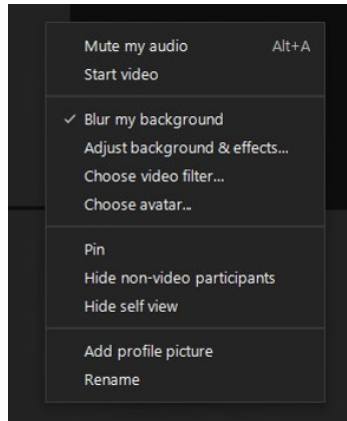 Mute my audio Alt+A
Start video
✓ Blur my background
Adjust background & effects...
Choose video filter...
Choose avatar...
Pin
Hide non-video participants
Hide self view
Add profile picture
Rename